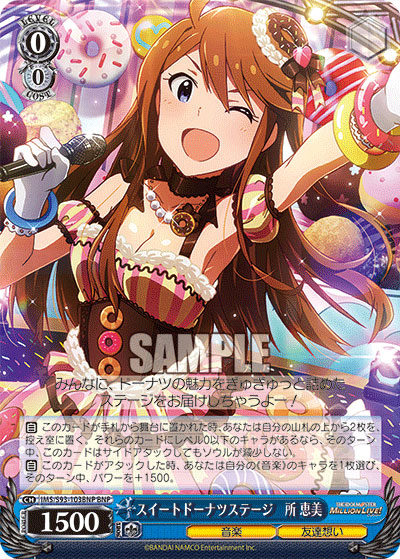 LEVEL
0
0
COST
SAMPLE
みんなに、ドーナツの魅力をぎゅぎゅっと詰めた
ステージをお届けしちゃうよー！
自 このカードが手札から舞台に置かれた時、あなたは自分の山札の上から2枚を、
控え室に置く。それらのカードにレベル0以下のキャラがあるなら、そのターン
中、このカードはサイドアタックしてもソウルが減少しない。
自 このカードがアタックした時、あなたは自分の《音楽》のキャラを1枚選び、
そのターン中、パワーを＋1500。
CH IMS/S93-103BNP BNP
POWER
1500
スイートドーナツステージ 所 恵美
THE IDOLM@STER
MILLION LIVE!
音楽
友達想い
©BANDAI NAMCO Entertainment Inc.